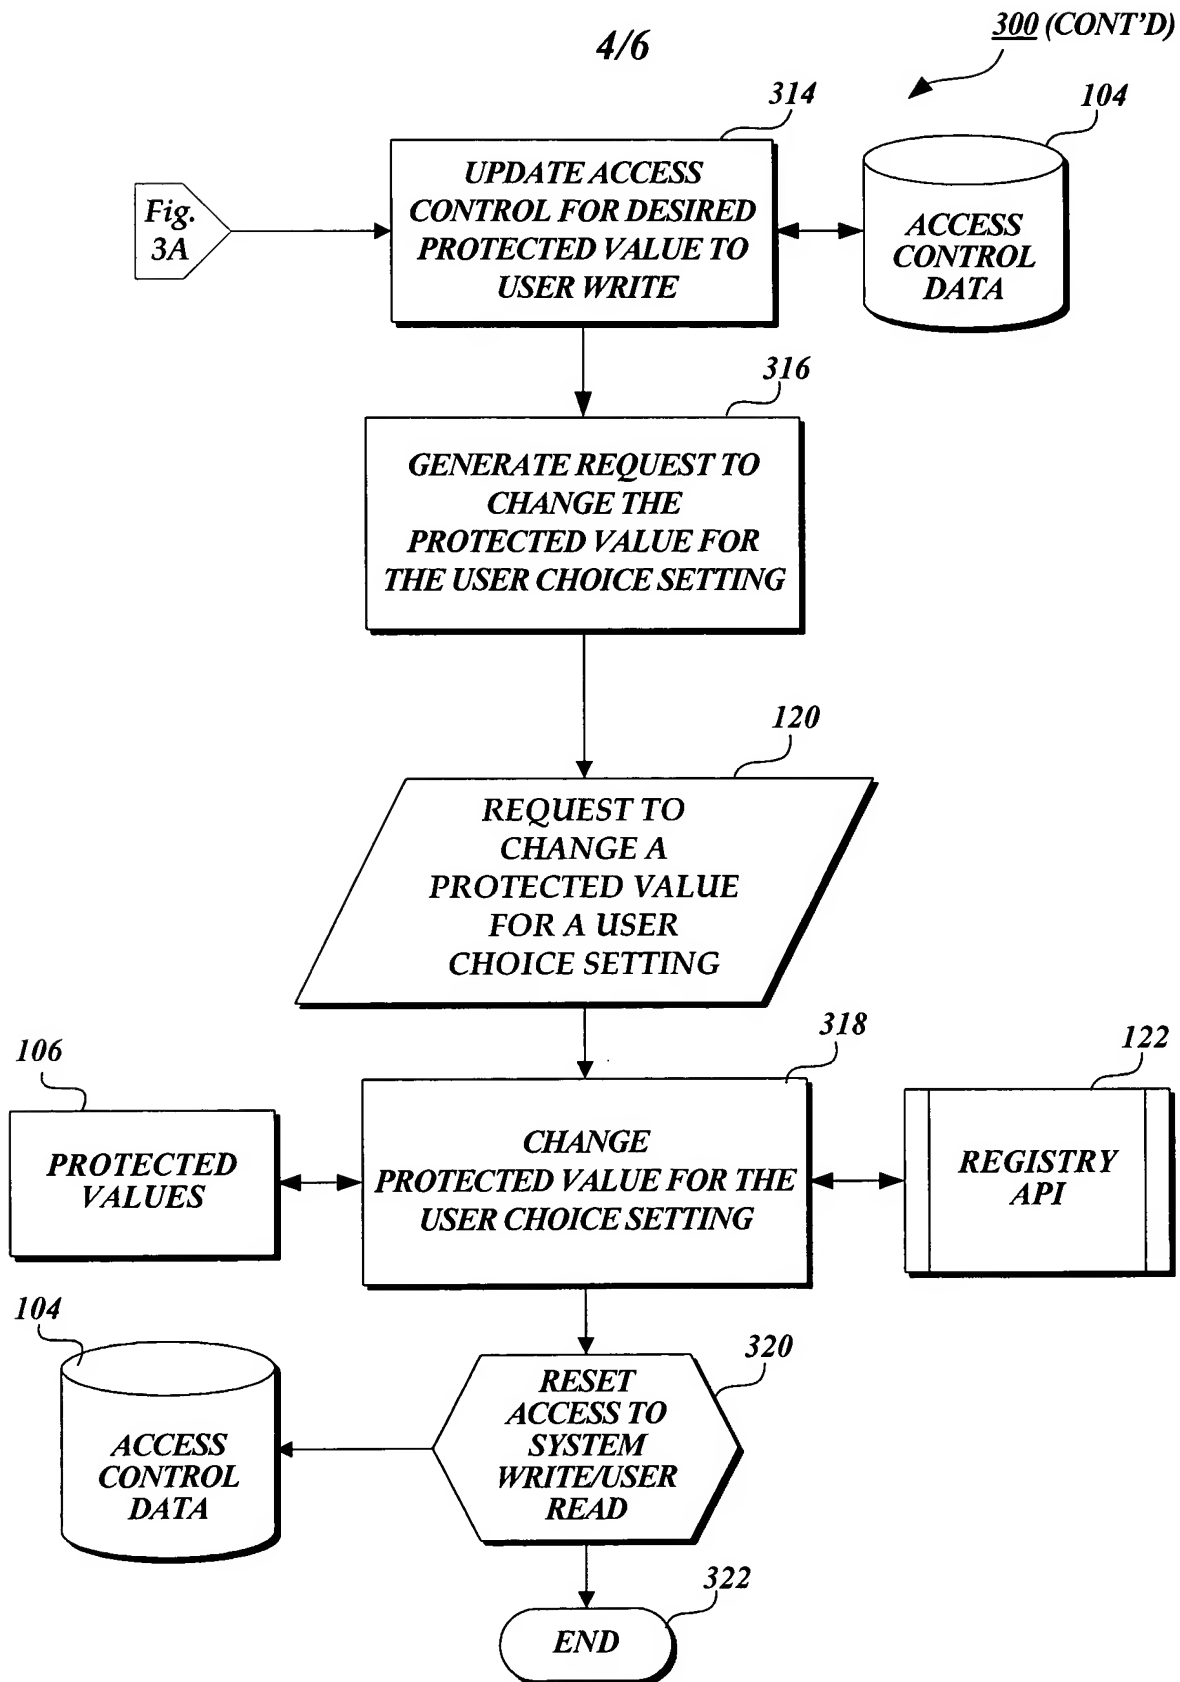 4/6
300 (CONT'D)
314
104
Fig.
3A
UPDATE ACCESS
CONTROL FOR DESIRED
PROTECTED VALUE TO
USER WRITE
ACCESS
CONTROL
DATA
316
GENERATE REQUEST TO
CHANGE THE
PROTECTED VALUE FOR
THE USER CHOICE SETTING
120
REQUEST TO
CHANGE A
PROTECTED VALUE
FOR A USER
CHOICE SETTING
106
318
122
PROTECTED
VALUES
CHANGE
PROTECTED VALUE FOR THE
USER CHOICE SETTING
REGISTRY
API
104
320
ACCESS
CONTROL
DATA
RESET
ACCESS TO
SYSTEM
WRITE/USER
READ
322
END